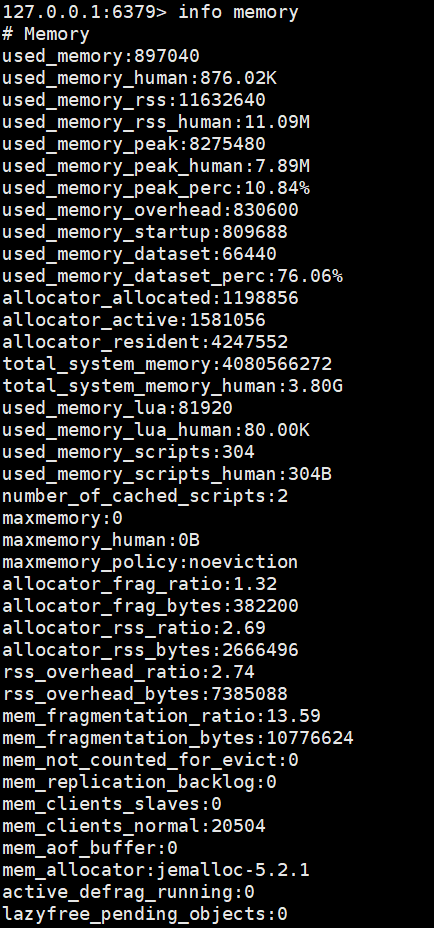 127.0.0.1:6379> info memory
# Memory
used_memory:897040
used_memory_human:876.02K
used_memory_rss:11632640
used_memory_rss_human:11.09M
used_memory_peak:8275480
used_memory_peak_human:7.89M
used_memory_peak_perc:10.84%
used_memory_overhead:830600
used_memory_startup:809688
used_memory_dataset:66440
used_memory_dataset_perc:76.06%
allocator_allocated:1198856
allocator_active:1581056
allocator_resident:4247552
total_system_memory:4080566272
total_system_memory_human:3.80G
used_memory_lua:81920
used_memory_lua_human:80.00K
used_memory_scripts:304
used_memory_scripts_human:304B
number_of_cached_scripts:2
maxmemory:0
maxmemory_human:0B
maxmemory_policy:noeviction
allocator_frag_ratio:1.32
allocator_frag_bytes:382200
allocator_rss_ratio:2.69
allocator_rss_bytes:2666496
rss_overhead_ratio:2.74
rss_overhead_bytes:7385088
mem_fragmentation_ratio:13.59
mem_fragmentation_bytes:10776624
mem_not_counted_for_evict:0
mem_replication_backlog:0
mem_clients_slaves:0
mem_clients_normal:20504
mem_aof_buffer:0
mem_allocator:jemalloc-5.2.1
active_defrag_running:0
lazyfree_pending_objects:0